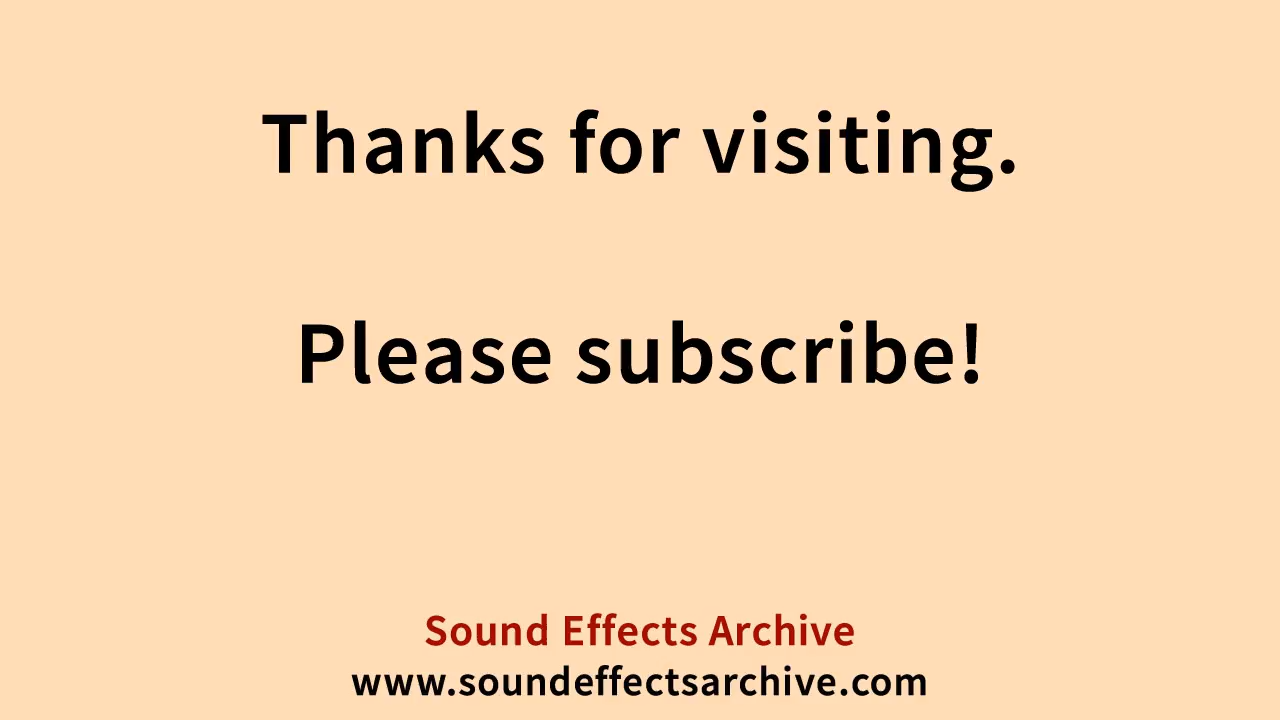 Thanks for visiting.
Please subscribe!
Sound Effects Archive
www.soundeffectsarchive.com